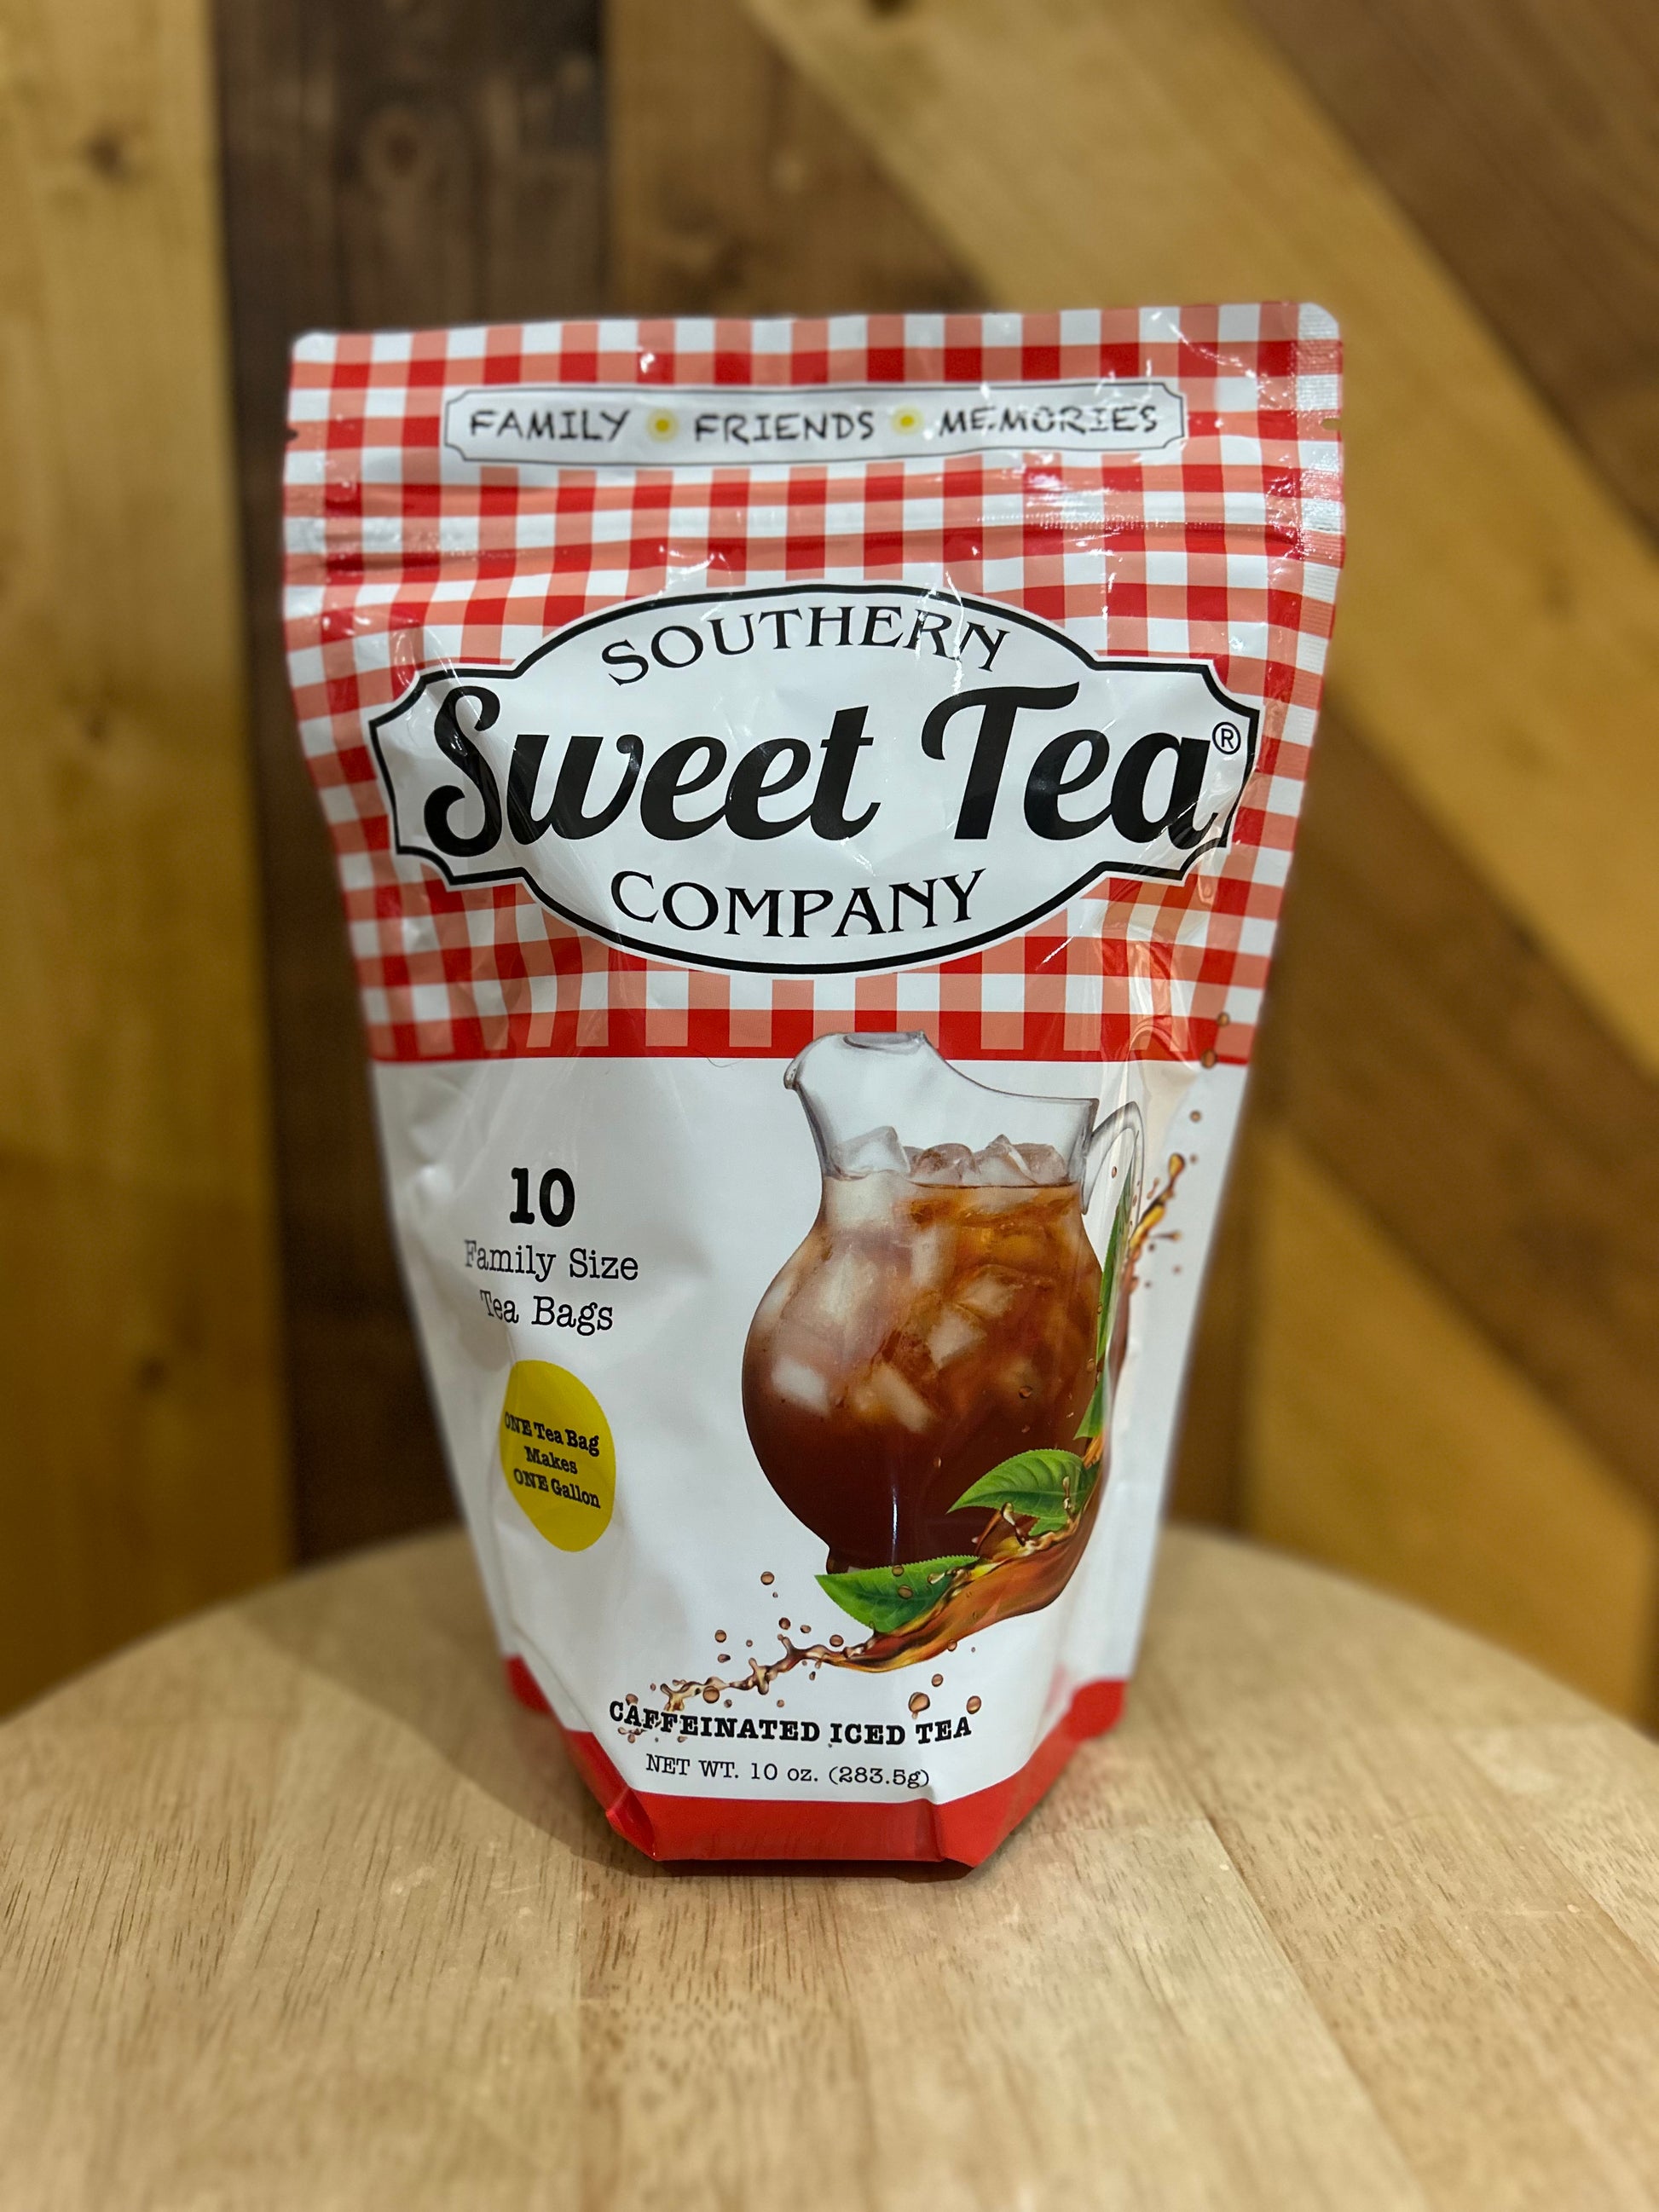 FAMILY • FRIENDS • MEMORIES
SOUTHERN
Sweet Tea®
COMPANY
10
Family Size
Tea Bags
ONE Tea Bag
Makes
ONE Gallon
CAFFEINATED ICED TEA
NET WT. 10 oz. (283.5g)